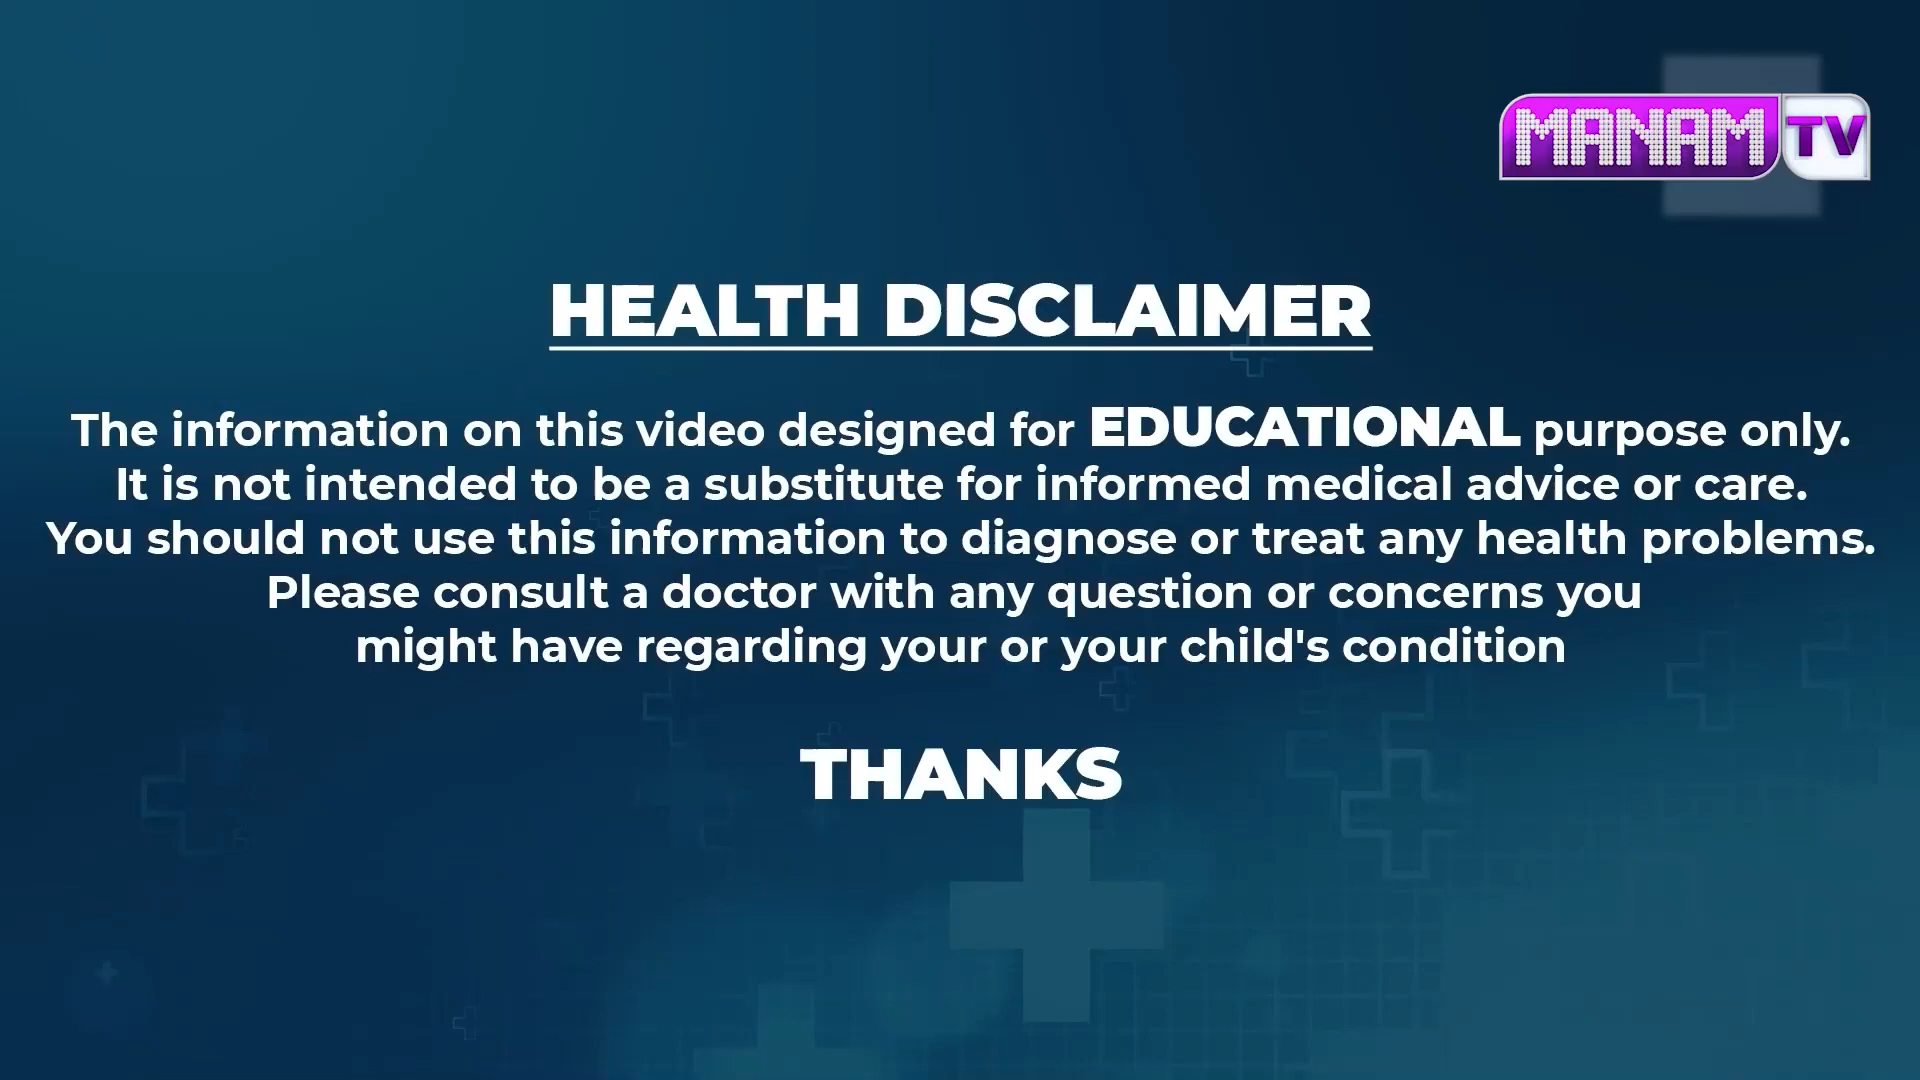 MANAM TV
HEALTH DISCLAIMER
The information on this video designed for EDUCATIONAL purpose only.
It is not intended to be a substitute for informed medical advice or care.
You should not use this information to diagnose or treat any health problems.
Please consult a doctor with any question or concerns you
might have regarding your or your child's condition
THANKS